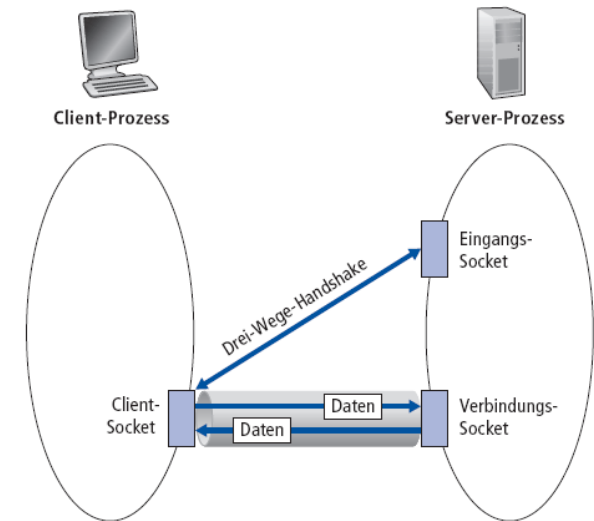 Client-Prozess
Server-Prozess
Eingangs-
Socket
Drei-Wege-Handshake
Client-
Socket
Daten
Daten
Verbindungs-
Socket